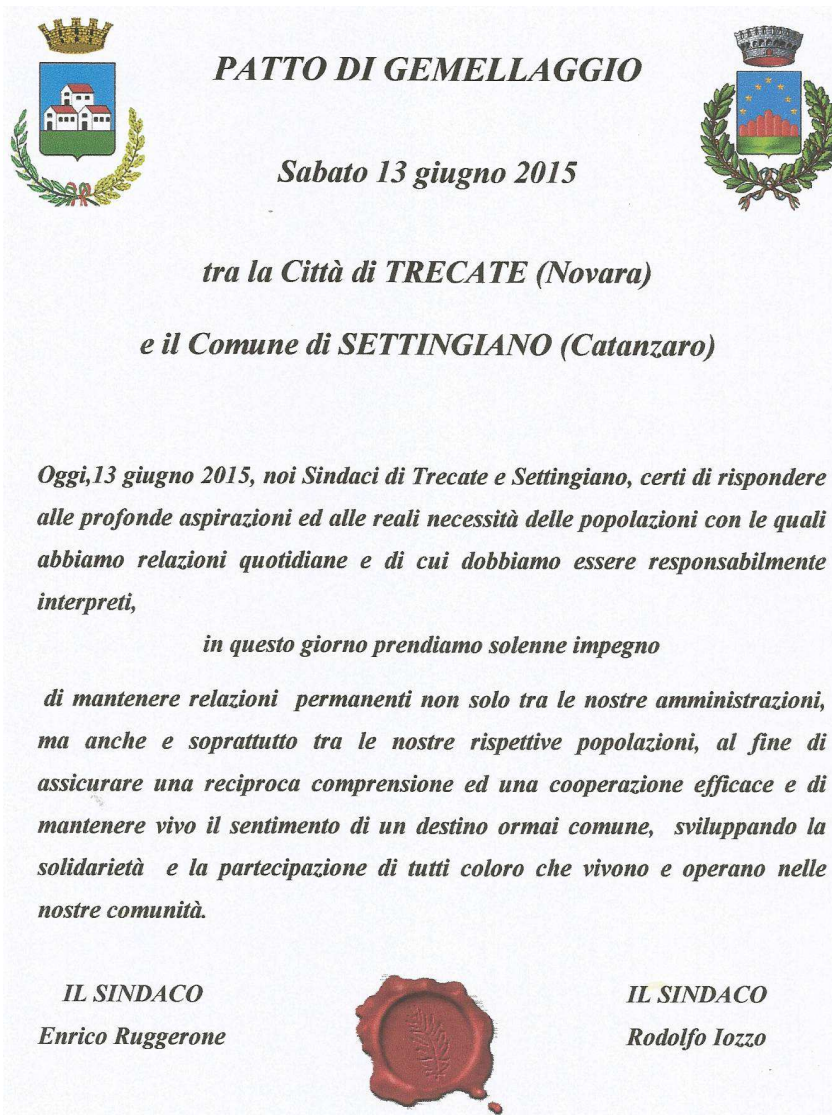 PATTO DI GEMELLAGGIO
Sabato 13 giugno 2015
tra la Città di TRECATE (Novara)
e il Comune di SETTINGIANO (Catanzaro)
Oggi,13 giugno 2015, noi Sindaci di Trecate e Settingiano, certi di rispondere
alle profonde aspirazioni ed alle reali necessità delle popolazioni con le quali
abbiamo relazioni quotidiane e di cui dobbiamo essere responsabilmente
interpreti,
in questo giorno prendiamo solenne impegno
di mantenere relazioni permanenti non solo tra le nostre amministrazioni,
ma anche e soprattutto tra le nostre rispettive popolazioni, al fine di
assicurare una reciproca comprensione ed una cooperazione efficace e di
mantenere vivo il sentimento di un destino ormai comune, sviluppando la
solidarietà e la partecipazione di tutti coloro che vivono e operano nelle
nostre comunità.
IL SINDACO
Enrico Ruggerone
IL SINDACO
Rodolfo Iozzo